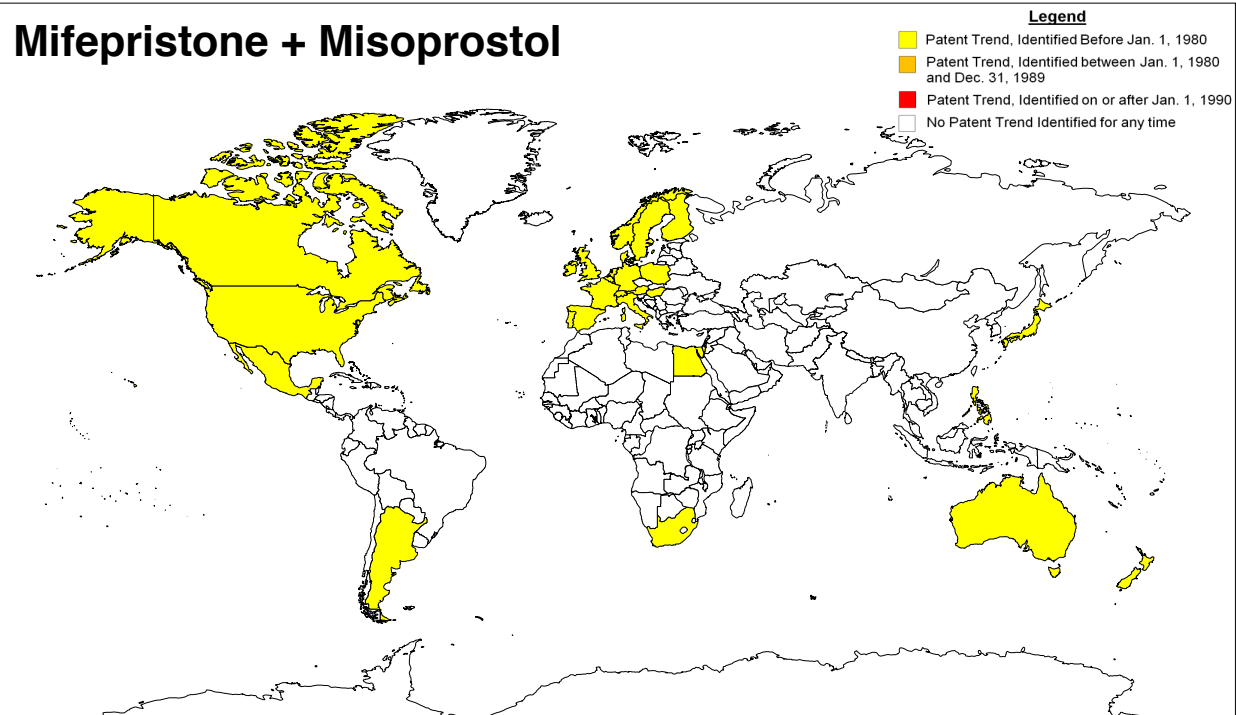 Mifepristone + Misoprostol
Legend
Patent Trend, Identified Before Jan. 1, 1980
Patent Trend, Identified between Jan. 1, 1980
and Dec. 31, 1989
Patent Trend, Identified on or after Jan. 1, 1990
No Patent Trend Identified for any time